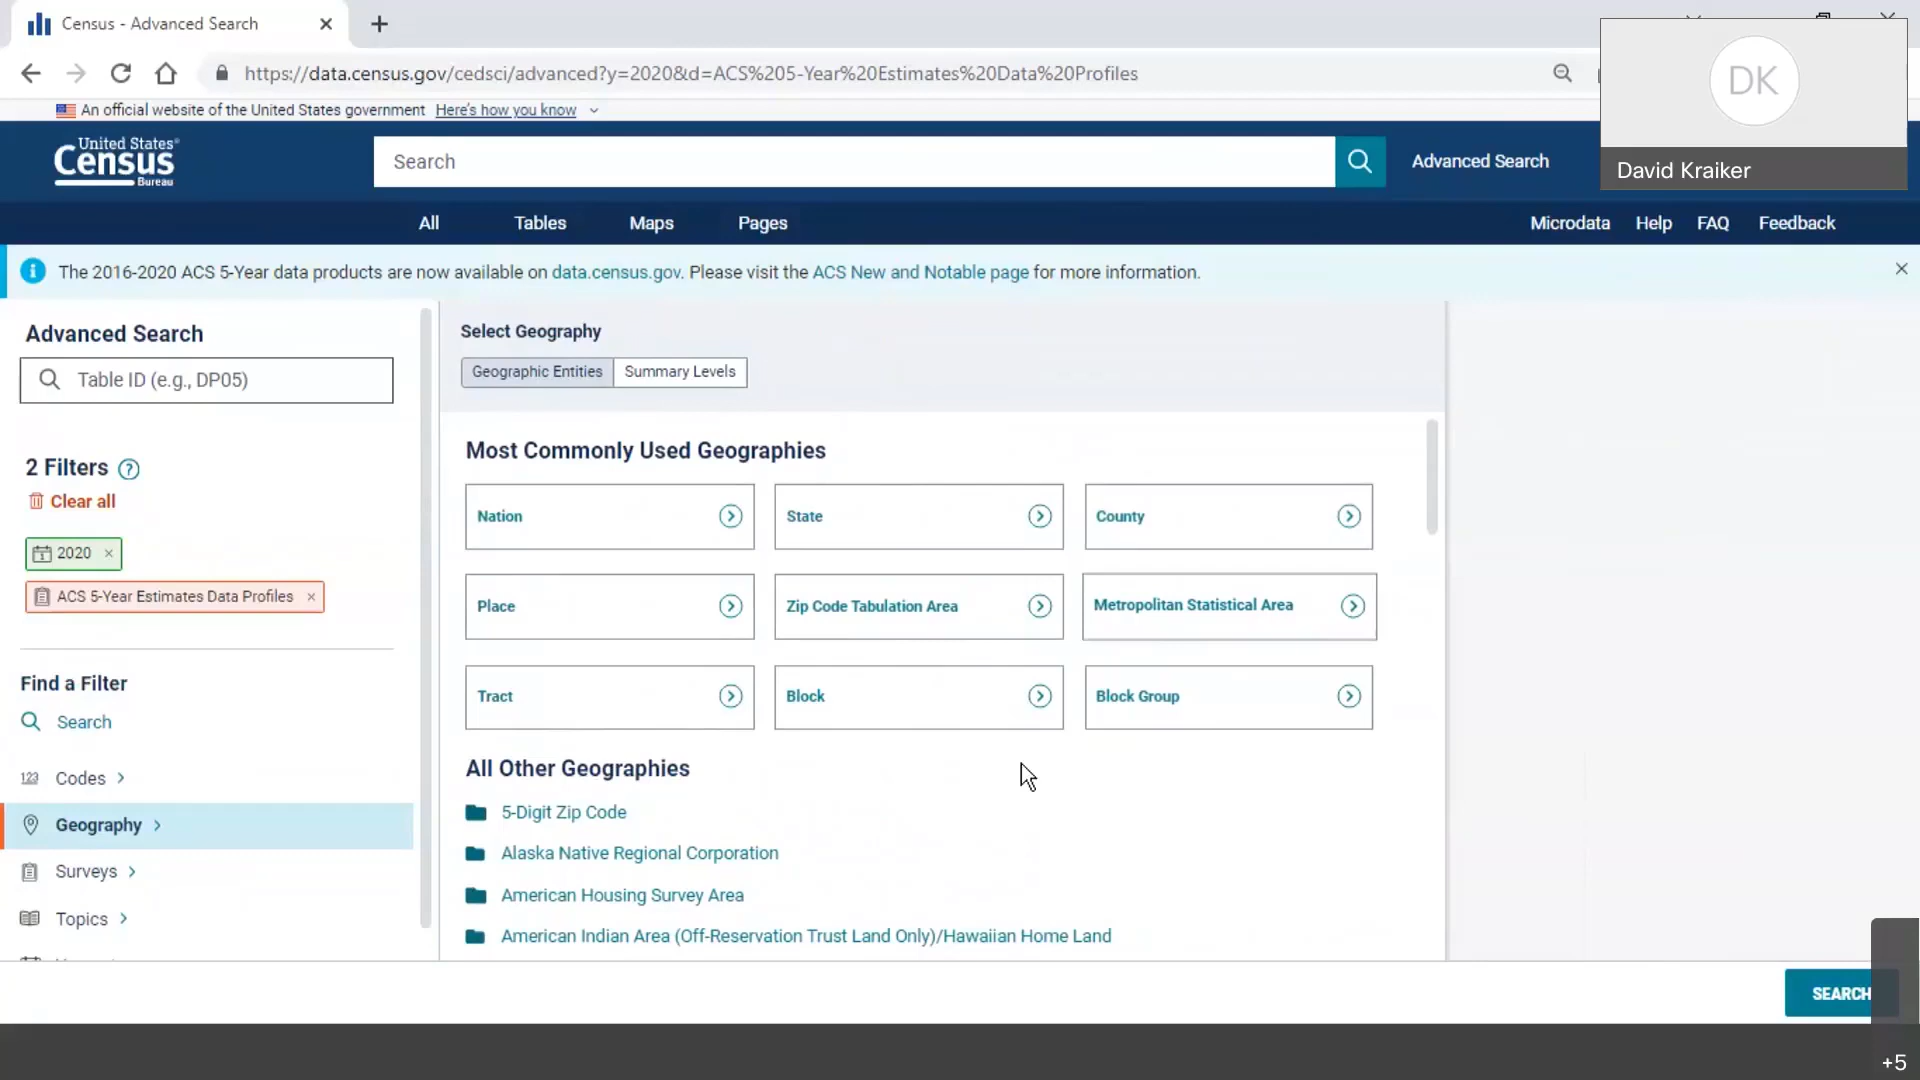 Census - Advanced Search
https://data.census.gov/cedsci/advanced?y=2020&d=ACS%205-Year%20Estimates%20Data%20Profiles
DK
David Kraiker
An official website of the United States government Here's how you know
United States®
Census
Bureau
Search
Advanced Search
All Tables Maps Pages
Microdata Help FAQ Feedback
The 2016-2020 ACS 5-Year data products are now available on data.census.gov. Please visit the ACS New and Notable page for more information.
Advanced Search
Table ID (e.g., DP05)
2 Filters
Clear all
2020
ACS 5-Year Estimates Data Profiles
Find a Filter
Search
123 Codes
Geography
Surveys
Topics
Select Geography
Geographic Entities Summary Levels
Most Commonly Used Geographies
Nation State County
Place Zip Code Tabulation Area Metropolitan Statistical Area
Tract Block Block Group
All Other Geographies
5-Digit Zip Code
Alaska Native Regional Corporation
American Housing Survey Area
American Indian Area (Off-Reservation Trust Land Only)/Hawaiian Home Land
SEARCH
+5